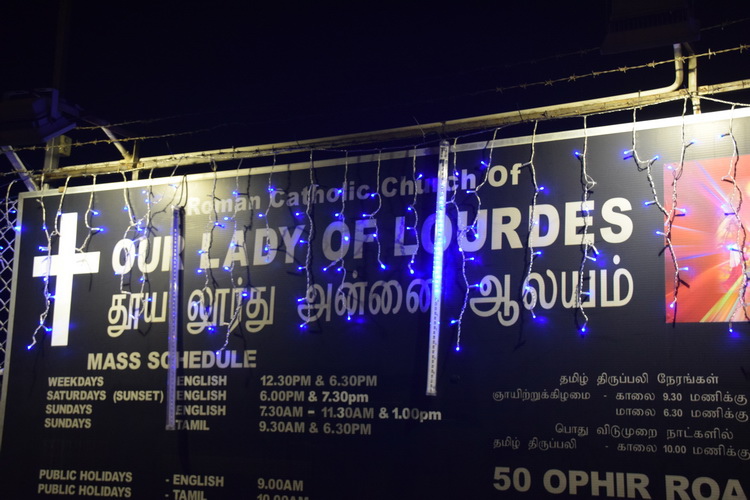 Roman Catholic Church Of
OUR LADY OF LOURDES
தூய லூர்து அன்னை ஆலயம்
MASS SCHEDULE
WEEKDAYS ENGLISH 12.30PM & 6.30PM
SATURDAYS (SUNSET) ENGLISH 6.00PM & 7.30pm
SUNDAYS ENGLISH 7.30AM – 11.30AM & 1.00pm
SUNDAYS TAMIL 9.30AM & 6.30PM
PUBLIC HOLIDAYS - ENGLISH 9.00AM
PUBLIC HOLIDAYS - TAMIL 10.00AM
தமிழ் திருப்பலி நேரங்கள்
ஞாயிற்றுக்கிழமை - காலை 9.30 மணிக்கு
மாலை 6.30 மணிக்கு
பொது விடுமுறை நாட்களில்
தமிழ் திருப்பலி - காலை 10.00 மணிக்கு
50 OPHIR ROA